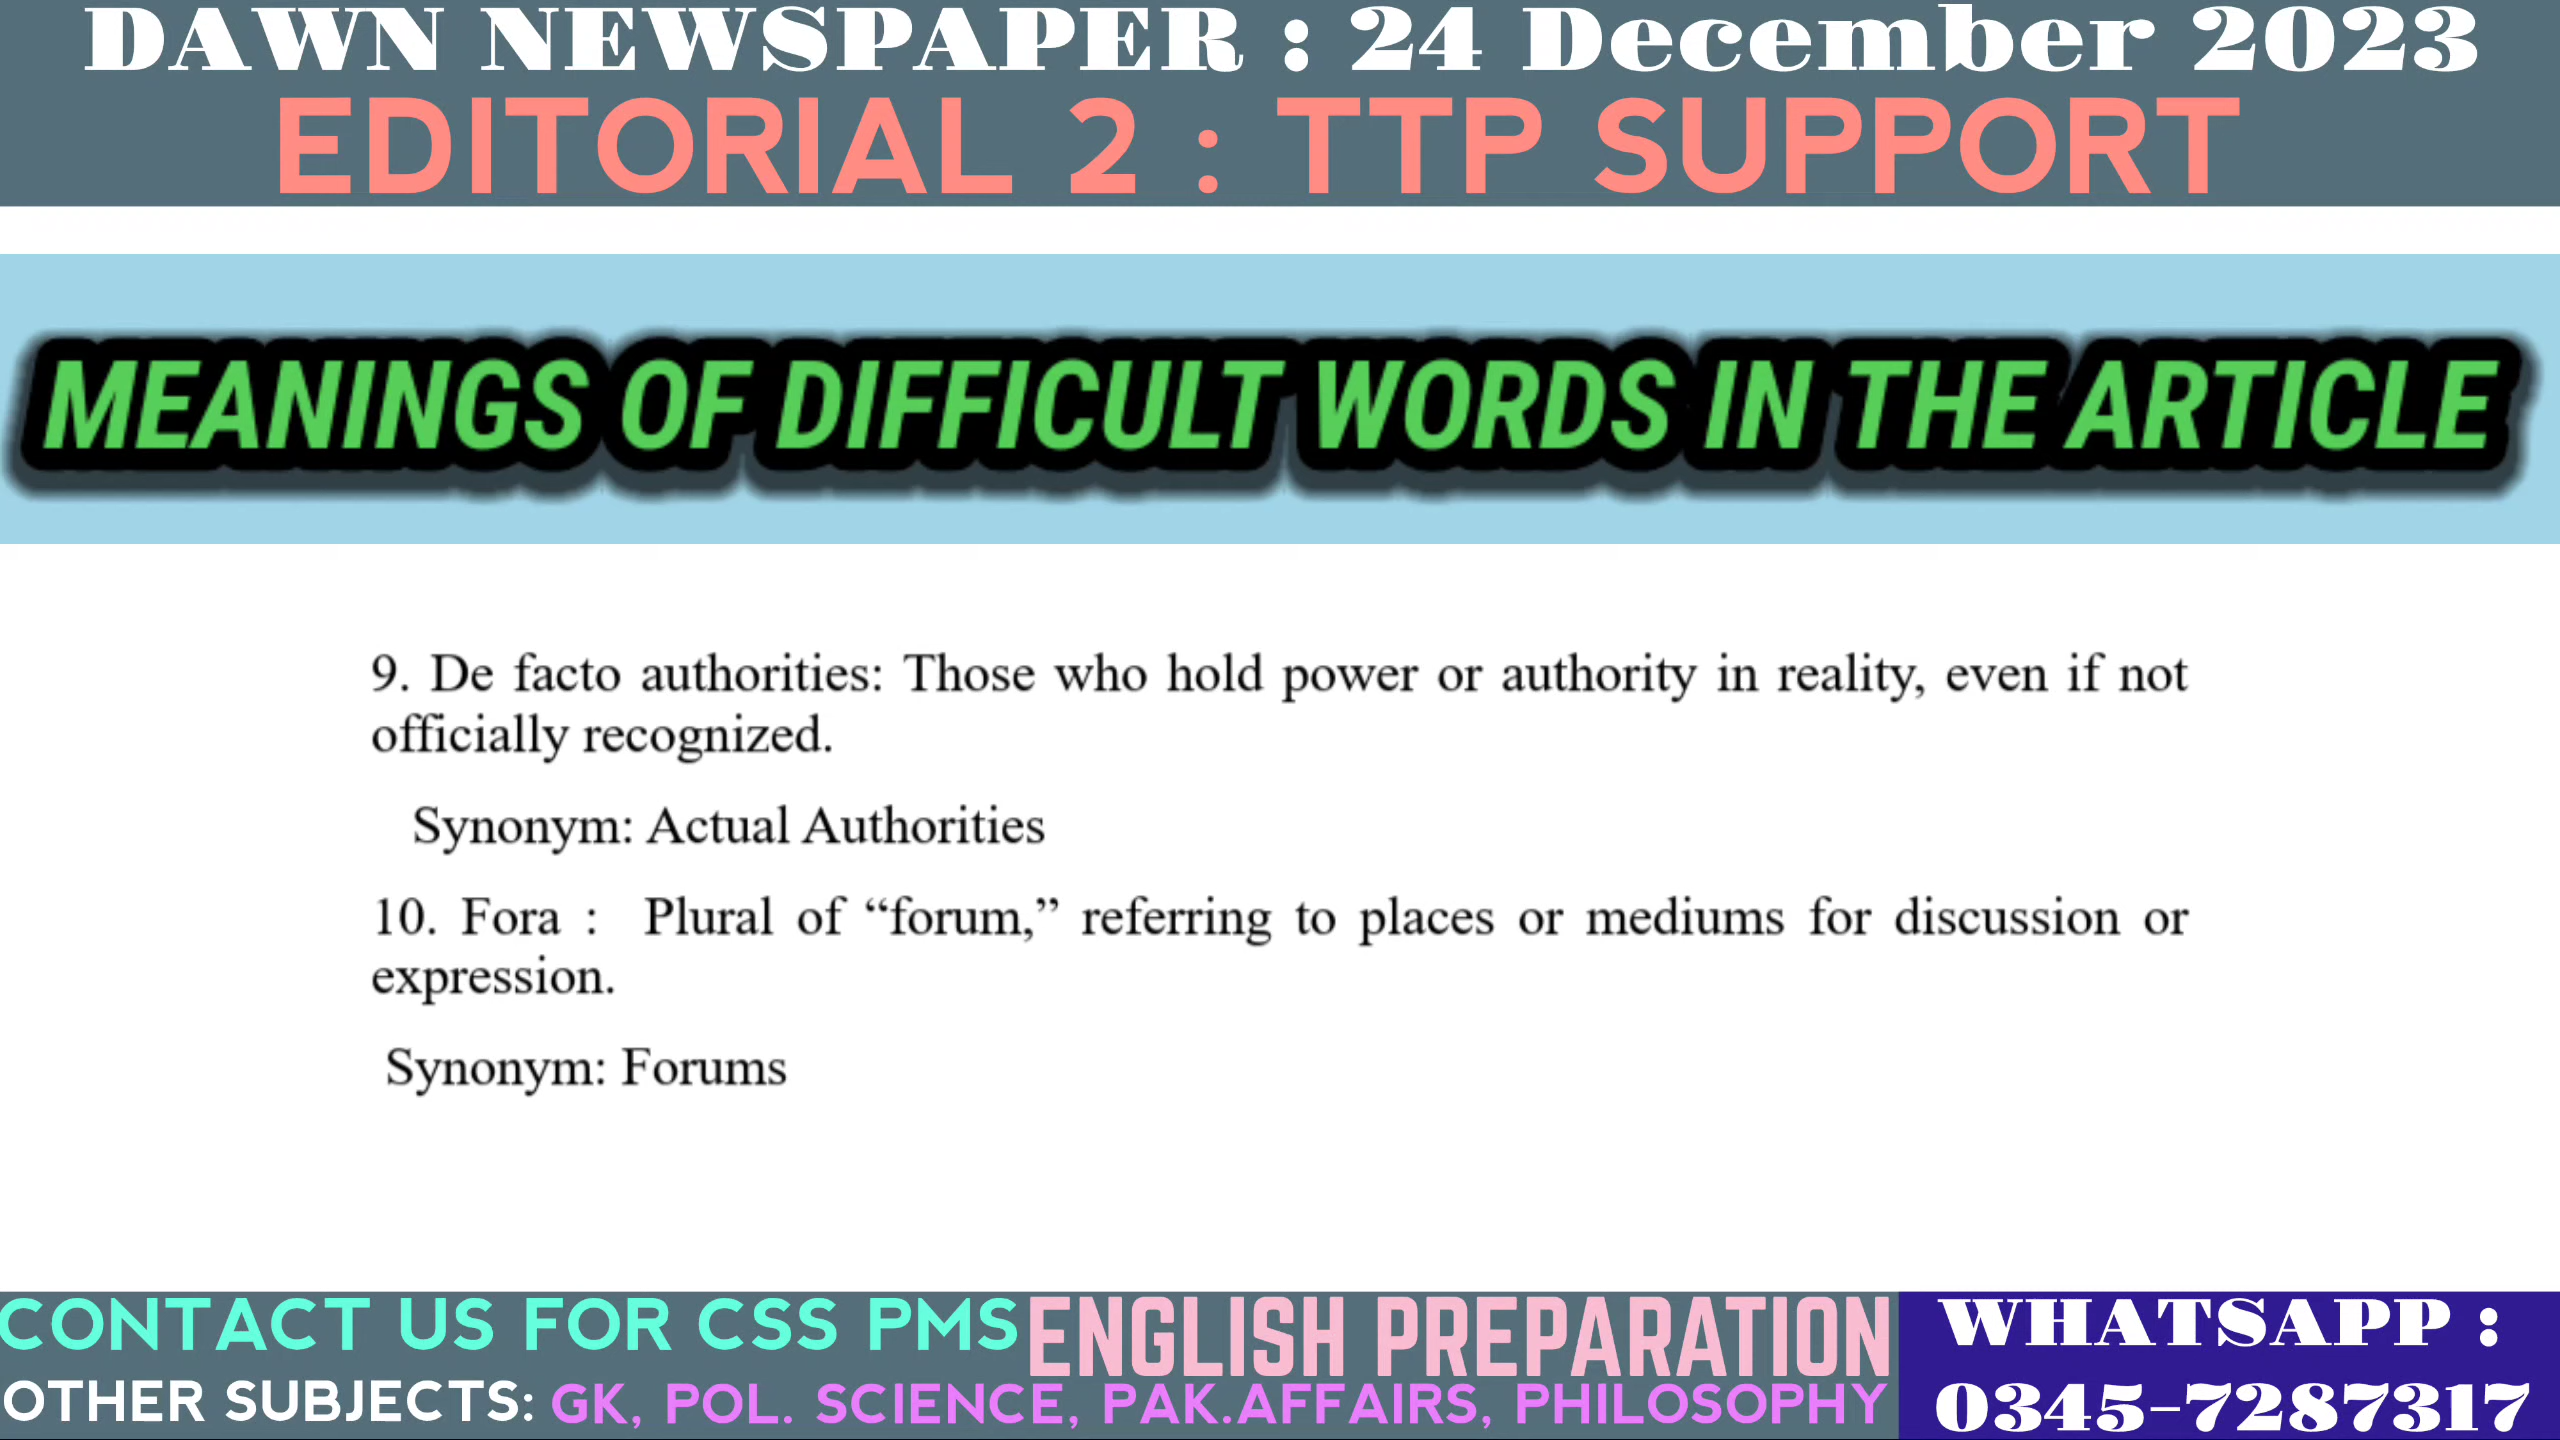 DAWN NEWSPAPER : 24 December 2023
EDITORIAL 2 : TTP SUPPORT
MEANINGS OF DIFFICULT WORDS IN THE ARTICLE
9. De facto authorities: Those who hold power or authority in reality, even if not
officially recognized.
Synonym: Actual Authorities
10. Fora : Plural of “forum,” referring to places or mediums for discussion or
expression.
Synonym: Forums
CONTACT US FOR CSS PMS ENGLISH PREPARATION
OTHER SUBJECTS: GK, POL. SCIENCE, PAK.AFFAIRS, PHILOSOPHY
WHATSAPP :
0345-7287317